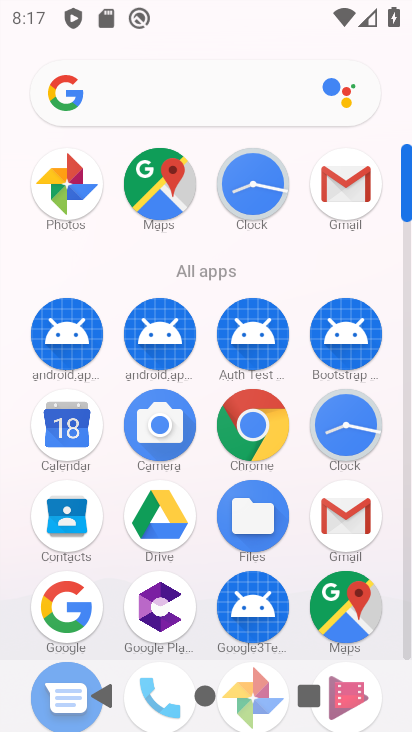 8:17
Photos Maps Clock Gmail
All apps
android.ap... android.ap... Auth Test ... Bootstrap ...
18
Calendar Camera Chrome Clock
Contacts Drive Files Gmail
Google Google Pla... Google3Te... Maps